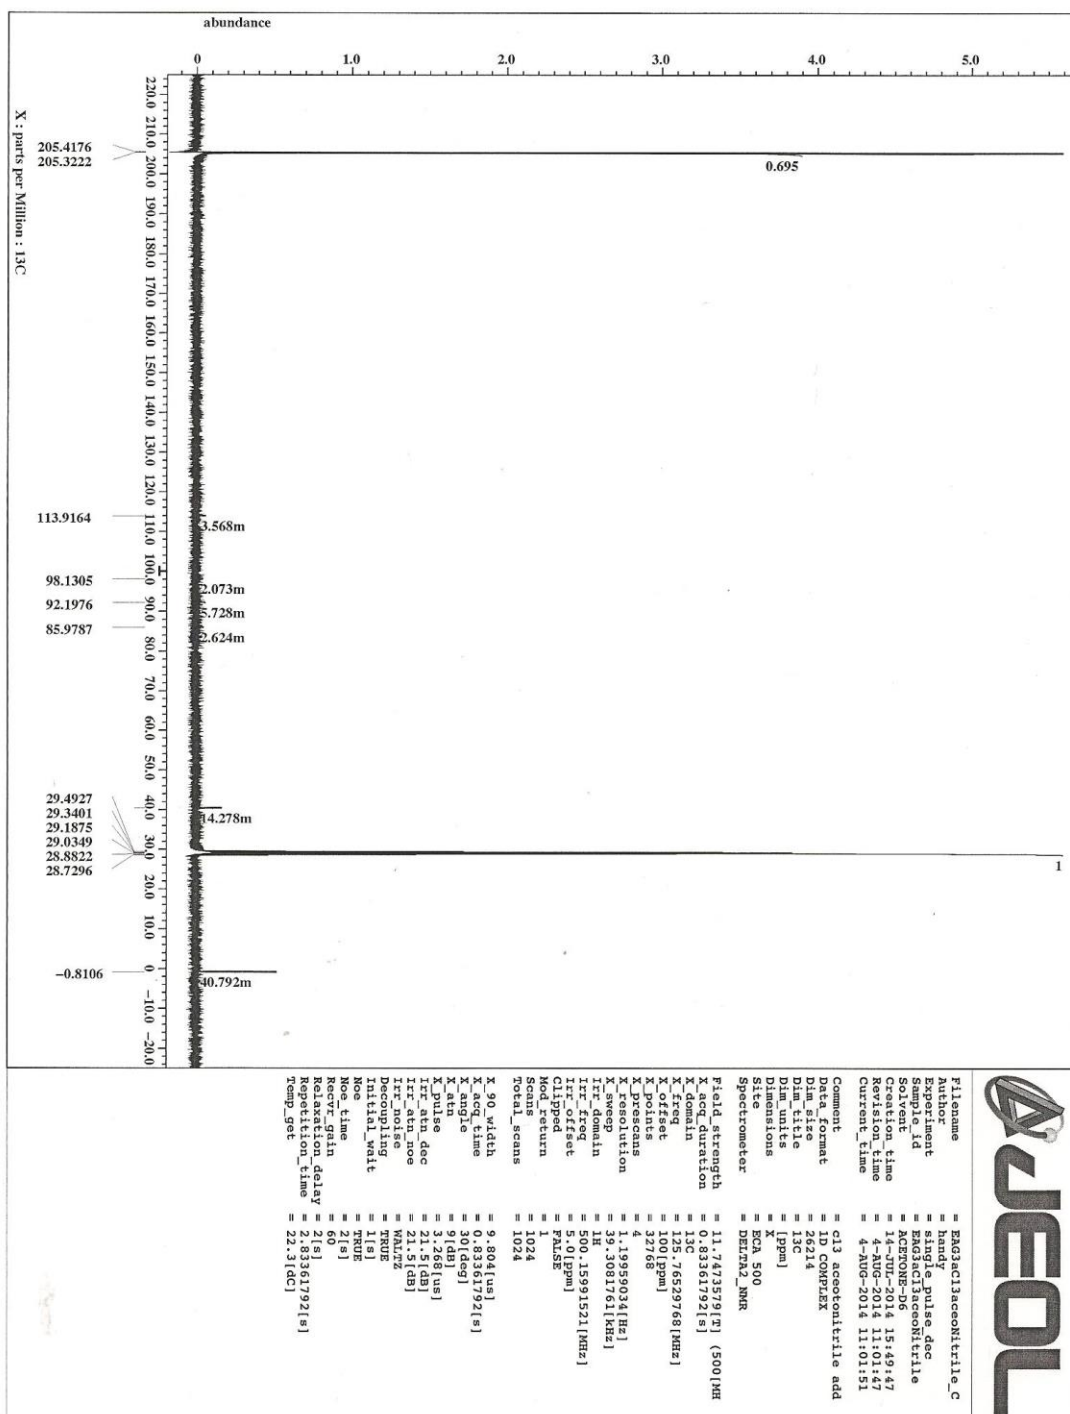 abundance
0 1.0 2.0 3.0 4.0 5.0
220.0 210.0 200.0 190.0 180.0 170.0 160.0 150.0 140.0 130.0 120.0 110.0 100.0 90.0 80.0 70.0 60.0 50.0 40.0 30.0 20.0 10.0 0 -10.0 -20.0
X : parts per Million : 13C
205.4176
205.3222
113.9164
98.1305
92.1976
85.9787
29.4927
29.3401
29.1875
29.0349
28.8822
28.7296
-0.8106
0.695
3.568m
2.073m
5.728m
2.624m
14.278m
1
40.792m
JEOL
Filename = EAG3aC13aceoNitrile_C
Author = handy
Experiment = single_pulse_dec
Sample_id = EAG3aC13aceoNitrile
Solvent = ACETONE-D6
Creation_time = 14-JUL-2014 15:49:47
Revision_time = 4-AUG-2014 11:01:47
Current_time = 4-AUG-2014 11:01:51
Comment = c13 aceotonitrile add
Data_format = 1D COMPLEX
Dim_size = 26214
Dim_title = 13C
Dim_units = [ppm]
Dimensions = X
Site = ECA 500
Spectrometer = DELTA2_NMR
Field_strength = 11.7473579[T] (500[MH
X_acq_duration = 0.83361792[s]
X_domain = 13C
X_freq = 125.76529768[MHz]
X_offset = 100[ppm]
X_points = 32768
X_prescans = 4
X_resolution = 1.19959034[Hz]
X_sweep = 39.3081761[kHz]
Irr_domain = 1H
Irr_freq = 500.15991521[MHz]
Irr_offset = 5.0[ppm]
Clipped = FALSE
Mod_return = 1
Scans = 1024
Total_scans = 1024
X_90_width = 9.804[us]
X_acq_time = 0.83361792[s]
X_angle = 30[deg]
X_atn = 9[dB]
X_pulse = 3.268[us]
Irr_atn_dec = 21.5[dB]
Irr_atn_noe = 21.5[dB]
Irr_noise = WALTZ
Decoupling = TRUE
Initial_wait = 1[s]
Noe = TRUE
Noe_time = 2[s]
Recvr_gain = 60
Relaxation_delay = 2[s]
Repetition_time = 2.83361792[s]
Temp_get = 22.3[dC]